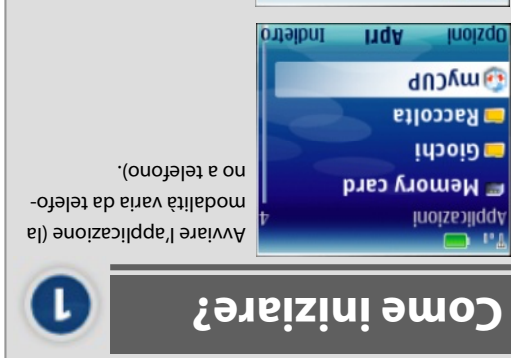 Come iniziare?
1
Avviare l'applicazione (la
modalità varia da telefo-
no a telefono).
Applicazioni
4
Memory card
Giochi
Raccolta
myCUP
Opzioni Apri Indietro